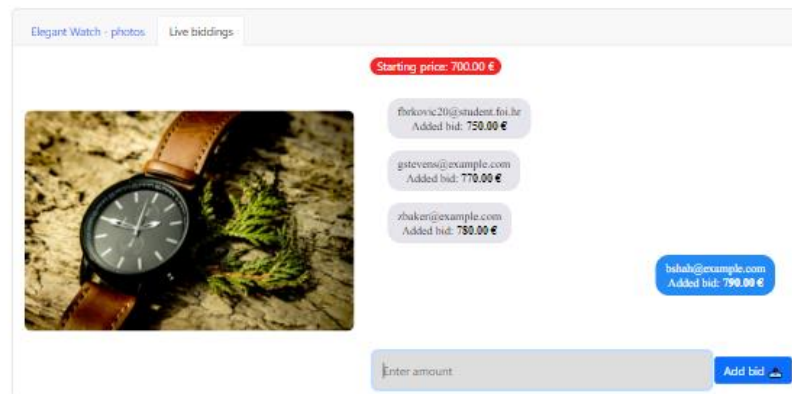 Elegant Watch - photos
Live biddings
Starting price: 700.00 €
fbrkovic20@student.foi.hr
Added bid: 750.00 €
gstevens@example.com
Added bid: 770.00 €
zbaker@example.com
Added bid: 780.00 €
bshah@example.com
Added bid: 790.00 €
Enter amount
Add bid